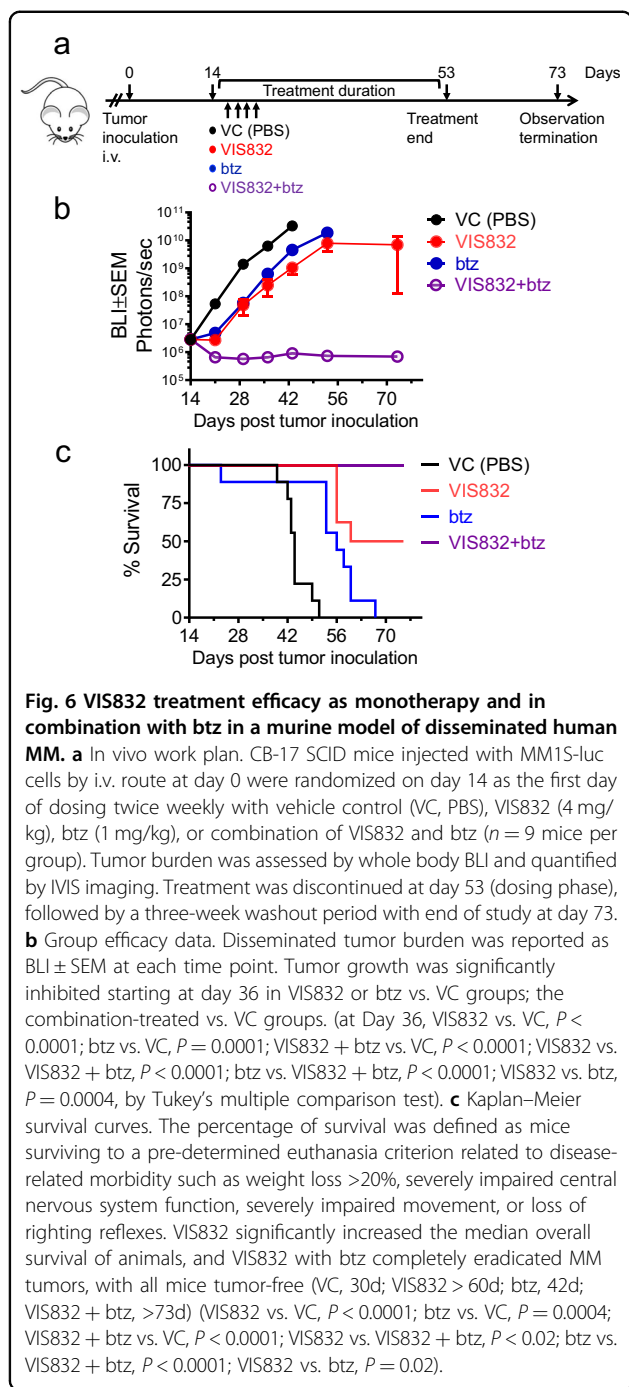 a
0 14 53 73 Days
Treatment duration
Tumor inoculation i.v.
Treatment end
Observation termination
VC (PBS)
VIS832
btz
VIS832+btz
b
BLI±SEM
Photons/sec
10¹¹
10¹⁰
10⁹
10⁸
10⁷
10⁶
10⁵
14 28 42 56 70
Days post tumor inoculation
VC (PBS)
VIS832
btz
VIS832+btz
c
% Survival
100
75
50
25
0
14 28 42 56 70
Days post tumor inoculation
VC (PBS)
VIS832
btz
VIS832+btz
Fig. 6 VIS832 treatment efficacy as monotherapy and in
combination with btz in a murine model of disseminated human
MM. a In vivo work plan. CB-17 SCID mice injected with MM1S-luc
cells by i.v. route at day 0 were randomized on day 14 as the first day
of dosing twice weekly with vehicle control (VC, PBS), VIS832 (4 mg/
kg), btz (1 mg/kg), or combination of VIS832 and btz (n = 9 mice per
group). Tumor burden was assessed by whole body BLI and quantified
by IVIS imaging. Treatment was discontinued at day 53 (dosing phase),
followed by a three-week washout period with end of study at day 73.
b Group efficacy data. Disseminated tumor burden was reported as
BLI ± SEM at each time point. Tumor growth was significantly
inhibited starting at day 36 in VIS832 or btz vs. VC groups; the
combination-treated vs. VC groups. (at Day 36, VIS832 vs. VC, P <
0.0001; btz vs. VC, P = 0.0001; VIS832 + btz vs. VC, P < 0.0001; VIS832 vs.
VIS832 + btz, P < 0.0001; btz vs. VIS832 + btz, P < 0.0001; VIS832 vs. btz,
P = 0.0004, by Tukey's multiple comparison test). c Kaplan–Meier
survival curves. The percentage of survival was defined as mice
surviving to a pre-determined euthanasia criterion related to disease-
related morbidity such as weight loss >20%, severely impaired central
nervous system function, severely impaired movement, or loss of
righting reflexes. VIS832 significantly increased the median overall
survival of animals, and VIS832 with btz completely eradicated MM
tumors, with all mice tumor-free (VC, 30d; VIS832 > 60d; btz, 42d;
VIS832 + btz, >73d) (VIS832 vs. VC, P < 0.0001; btz vs. VC, P = 0.0004;
VIS832 + btz vs. VC, P < 0.0001; VIS832 vs. VIS832 + btz, P < 0.02; btz vs.
VIS832 + btz, P < 0.0001; VIS832 vs. btz, P = 0.02).